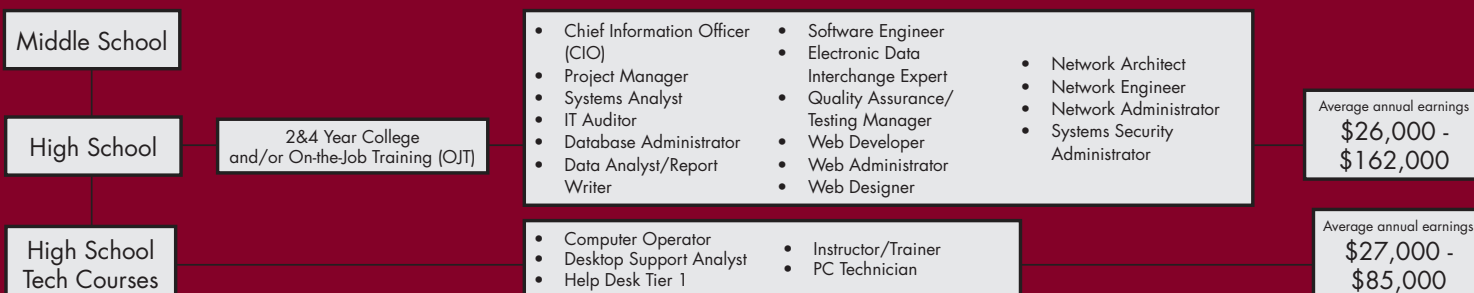 Middle School
High School
2&4 Year College
and/or On-the-Job Training (OJT)
• Chief Information Officer
(CIO)
• Project Manager
• Systems Analyst
• IT Auditor
• Database Administrator
• Data Analyst/Report
Writer
• Software Engineer
• Electronic Data
Interchange Expert
• Quality Assurance/
Testing Manager
• Web Developer
• Web Administrator
• Web Designer
• Network Architect
• Network Engineer
• Network Administrator
• Systems Security
Administrator
Average annual earnings
$26,000 -
$162,000
High School
Tech Courses
• Computer Operator
• Desktop Support Analyst
• Help Desk Tier 1
• Instructor/Trainer
• PC Technician
Average annual earnings
$27,000 -
$85,000